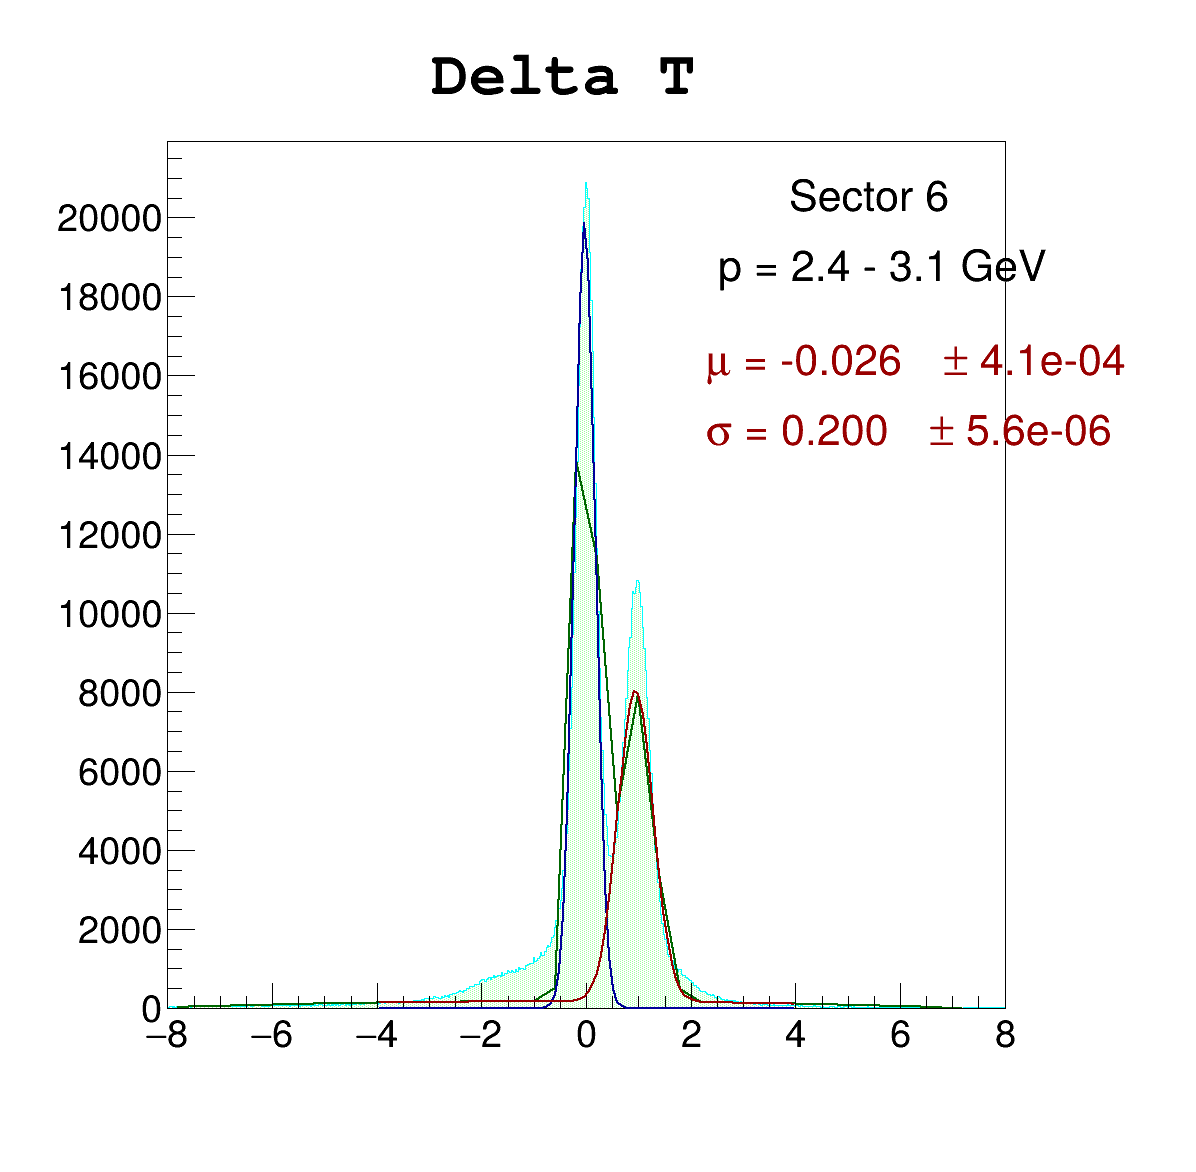 Delta T
Sector 6
p = 2.4 - 3.1 GeV
μ = -0.026 ± 4.1e-04
σ = 0.200 ± 5.6e-06
20000
18000
16000
14000
12000
10000
8000
6000
4000
2000
0
−8 −6 −4 −2 0 2 4 6 8